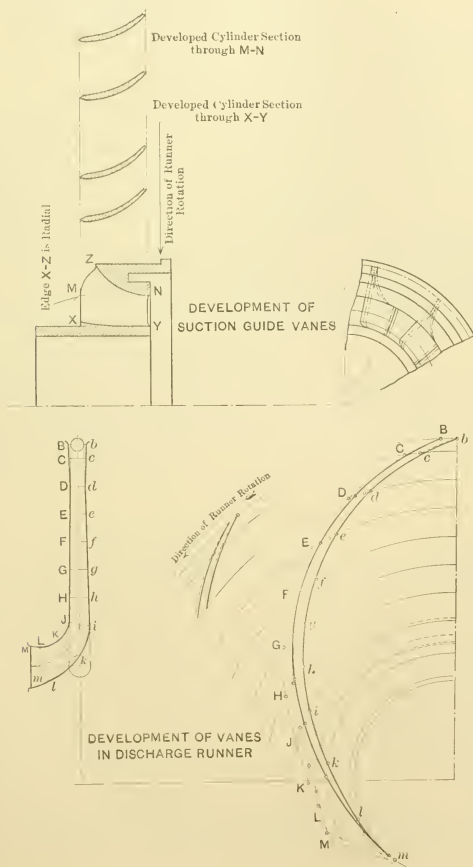 Developed Cylinder Section
through M-N
Developed Cylinder Section
through X-Y
Direction of Runner
Rotation
Edge X-Z is Radial
Z
M
N
X
Y
DEVELOPMENT OF
SUCTION GUIDE VANES
B
b
C
c
D
d
E
e
F
f
G
g
H
h
J
i
K
k
L
l
M
m
Direction of Runner Rotation
B
b
C
c
D
d
E
e
F
f
G
g
H
h
J
i
K
k
L
l
M
m
DEVELOPMENT OF VANES
IN DISCHARGE RUNNER